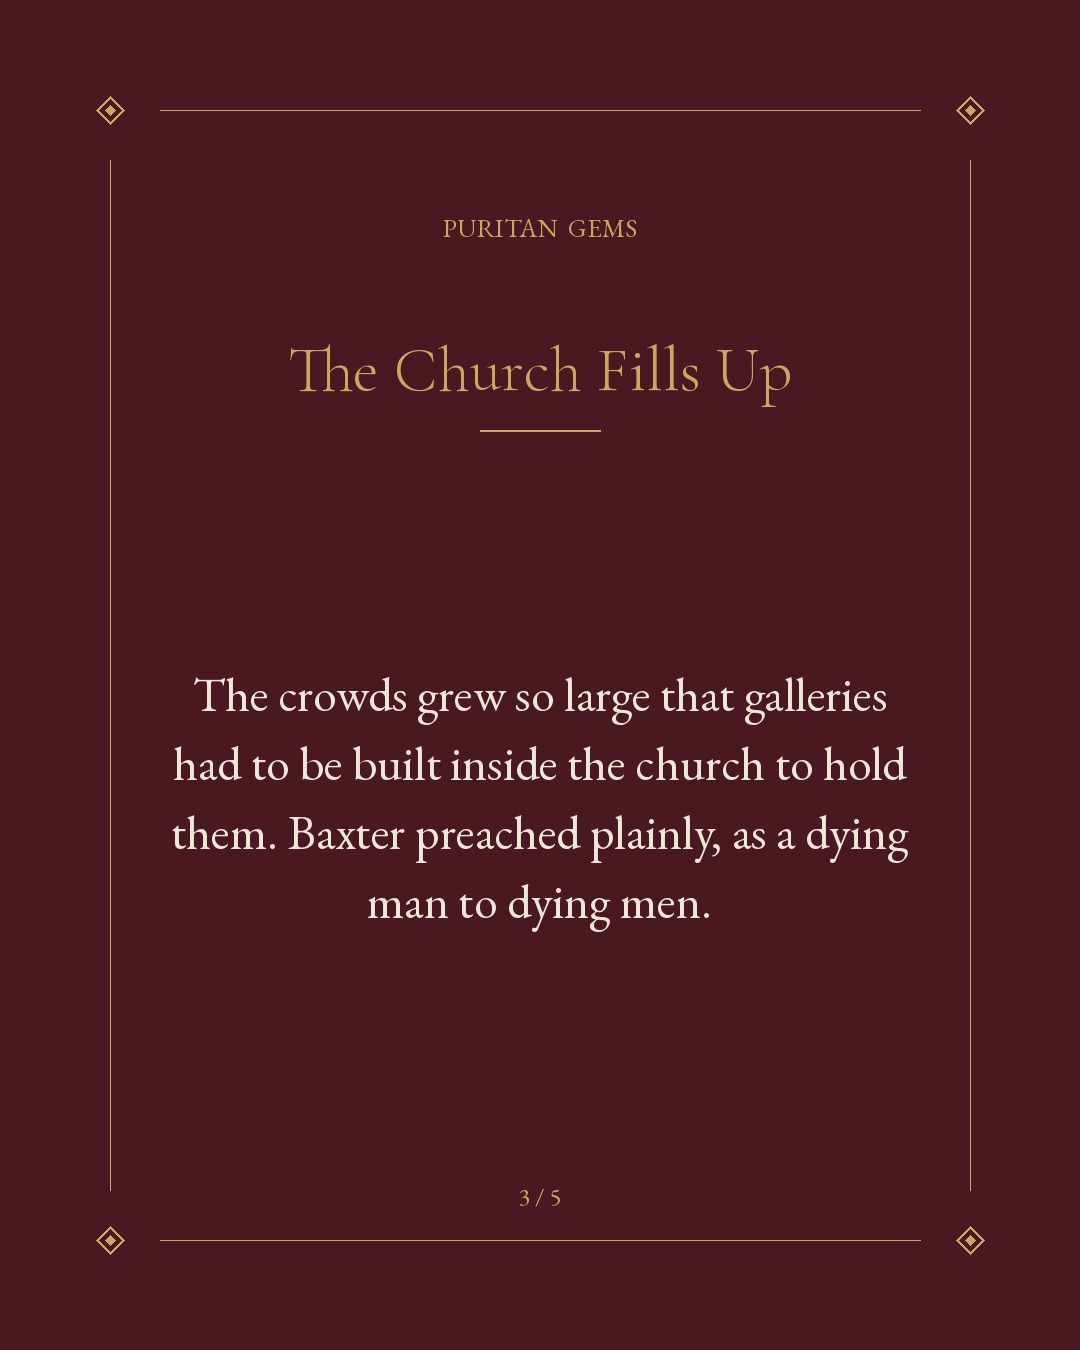 PURITAN GEMS
The Church Fills Up
The crowds grew so large that galleries
had to be built inside the church to hold
them. Baxter preached plainly, as a dying
man to dying men.
3 / 5